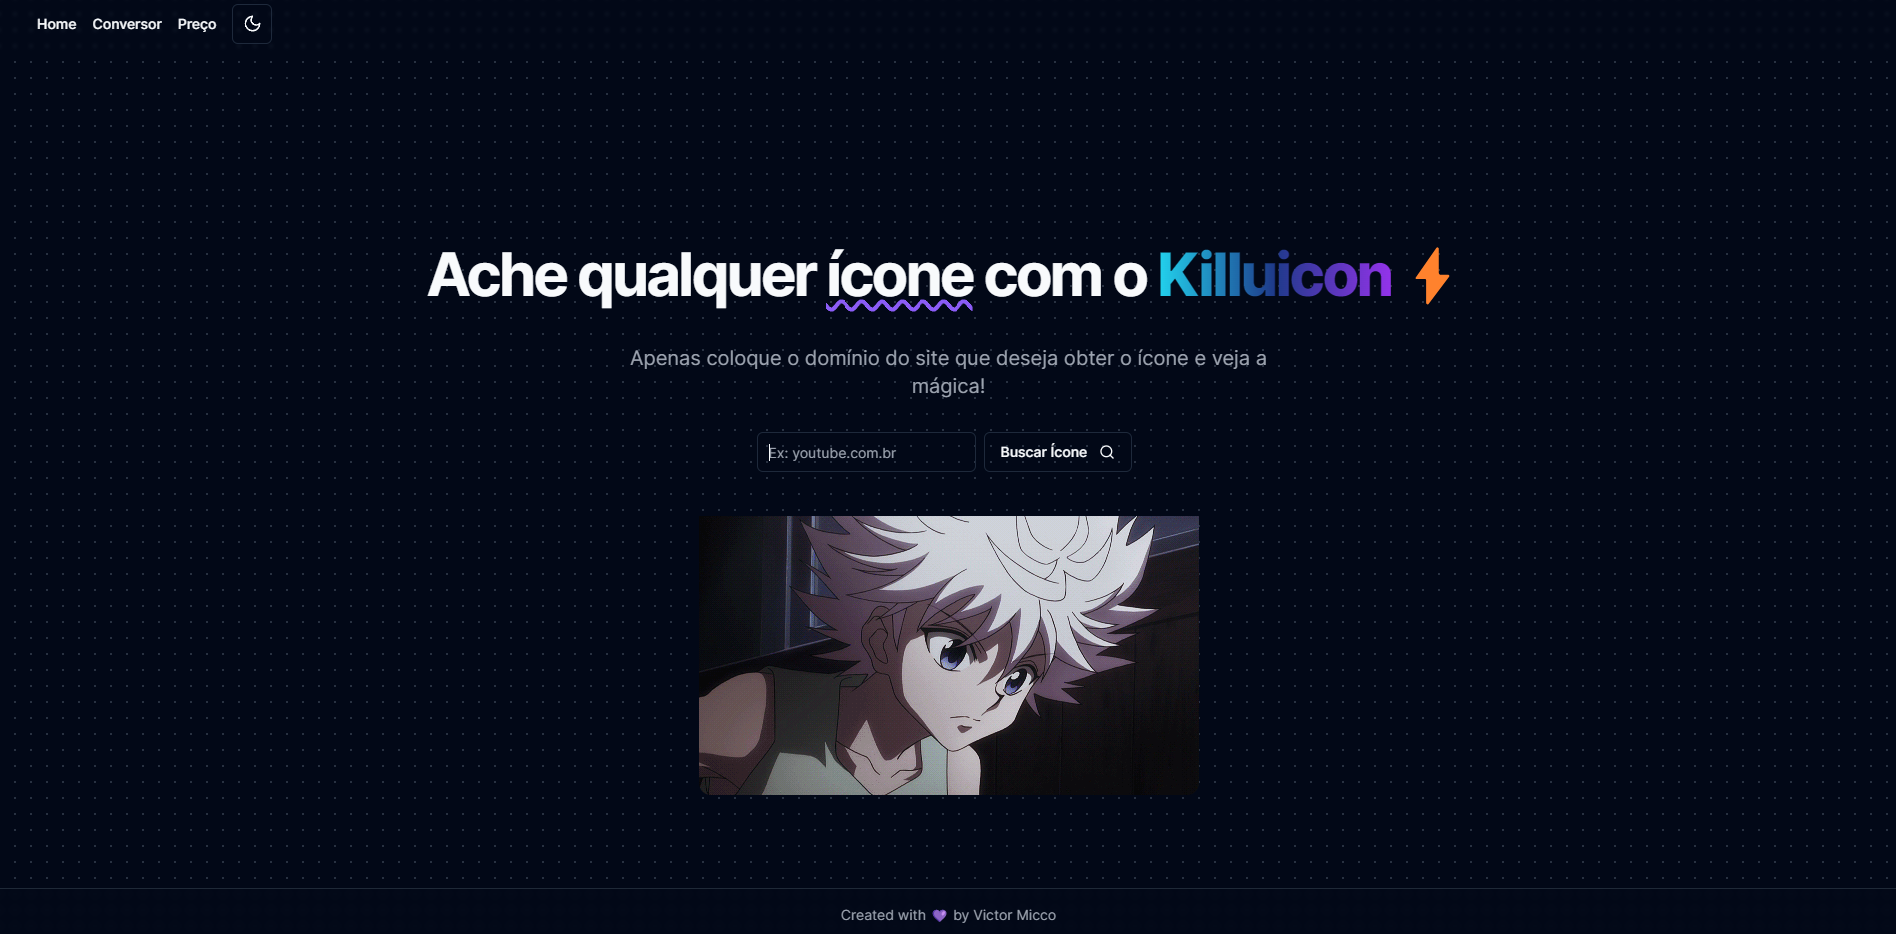 Home Conversor Preço
Ache qualquer ícone com o Killuicon
Apenas coloque o domínio do site que deseja obter o ícone e veja a
mágica!
Ex: youtube.com.br Buscar Ícone
Created with 💜 by Victor Micco